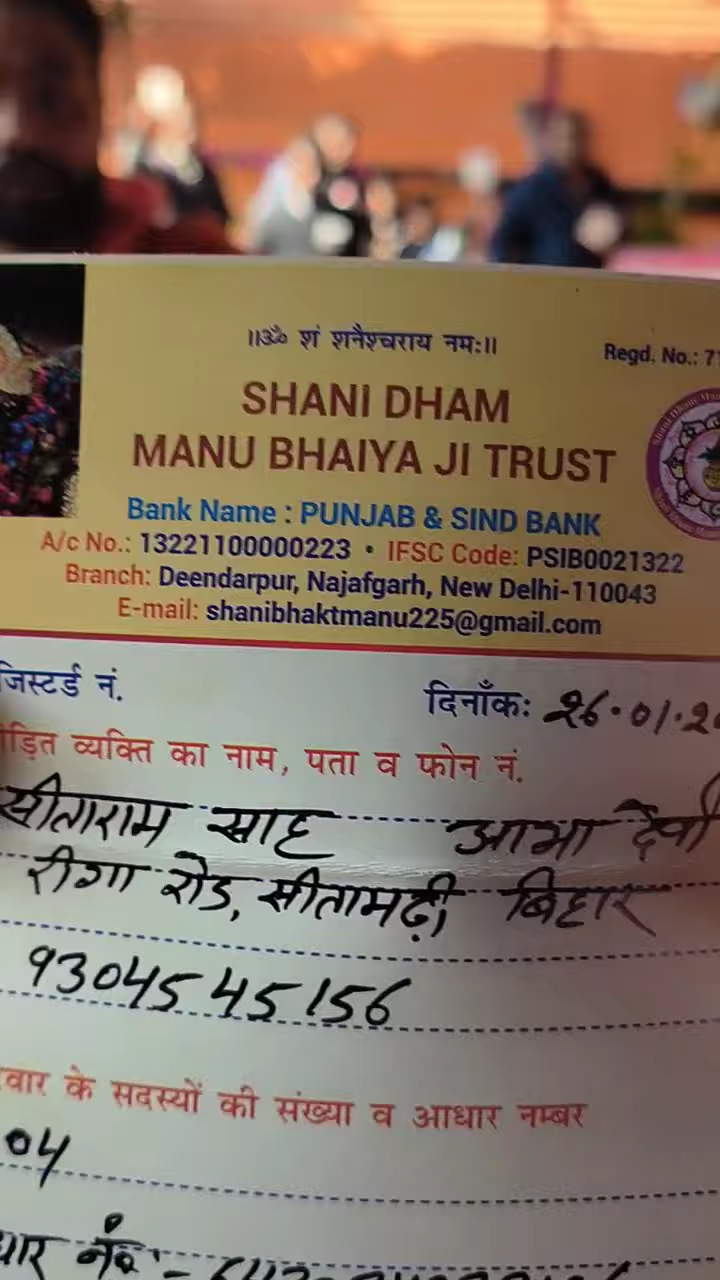 ॥ॐ शं शनैश्चराय नमः॥
Regd. No.: 7
SHANI DHAM
MANU BHAIYA JI TRUST
Bank Name : PUNJAB & SIND BANK
A/c No.: 13221100000223 • IFSC Code: PSIB0021322
Branch: Deendarpur, Najafgarh, New Delhi-110043
E-mail: shanibhaktmanu225@gmail.com
जिस्टर्ड नं. दिनाँक: 26.01.2
ड़ित व्यक्ति का नाम, पता व फोन नं.
सीताराम साह आभा देवी
रीगा रोड, सीतामढ़ी बिहार
9304545156
वार के सदस्यों की संख्या व आधार नम्बर
04
धार नं०